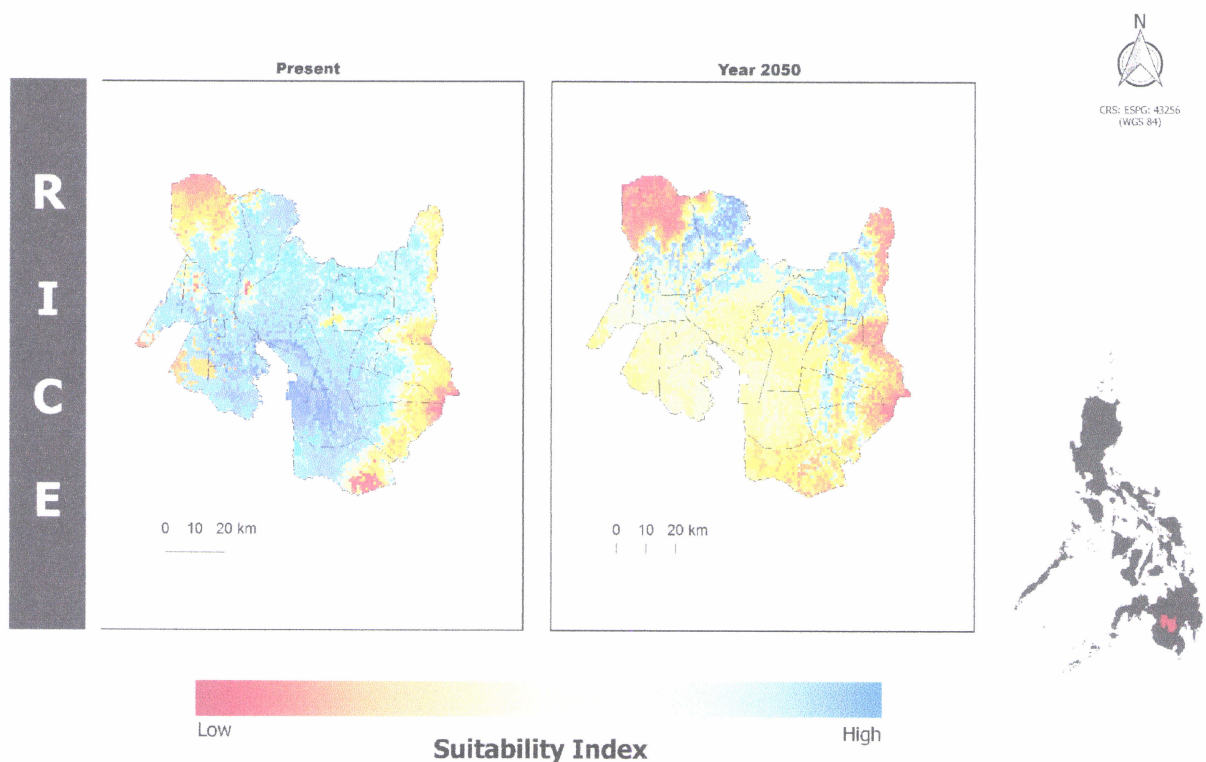 N
CRS: ESPG: 43256
(WGS 84)
Present
Year 2050
R
I
C
E
0 10 20 km
0 10 20 km
Low
High
Suitability Index